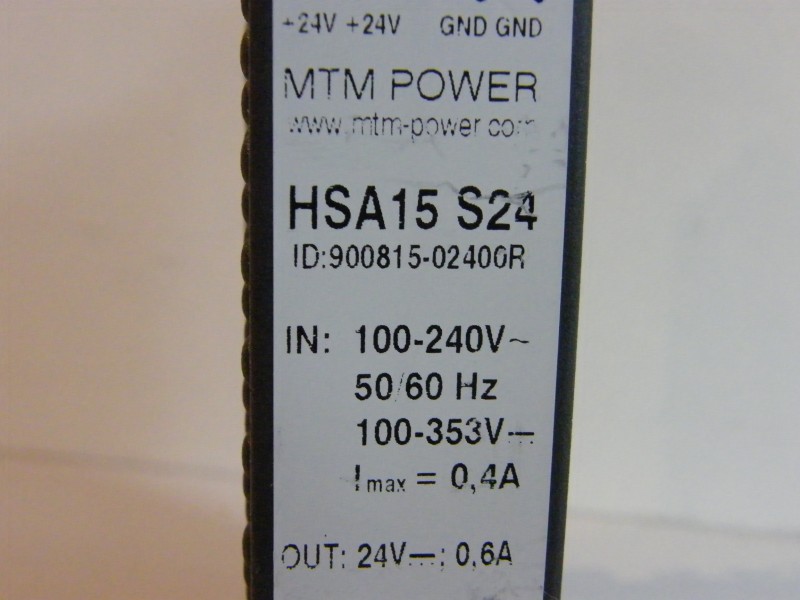 +24V +24V GND GND
MTM POWER
www.mtm-power.com
HSA15 S24
ID:900815-02400R
IN: 100-240V~
50/60 Hz
100-353V⎓
Imax = 0,4A
OUT: 24V⎓; 0,6A